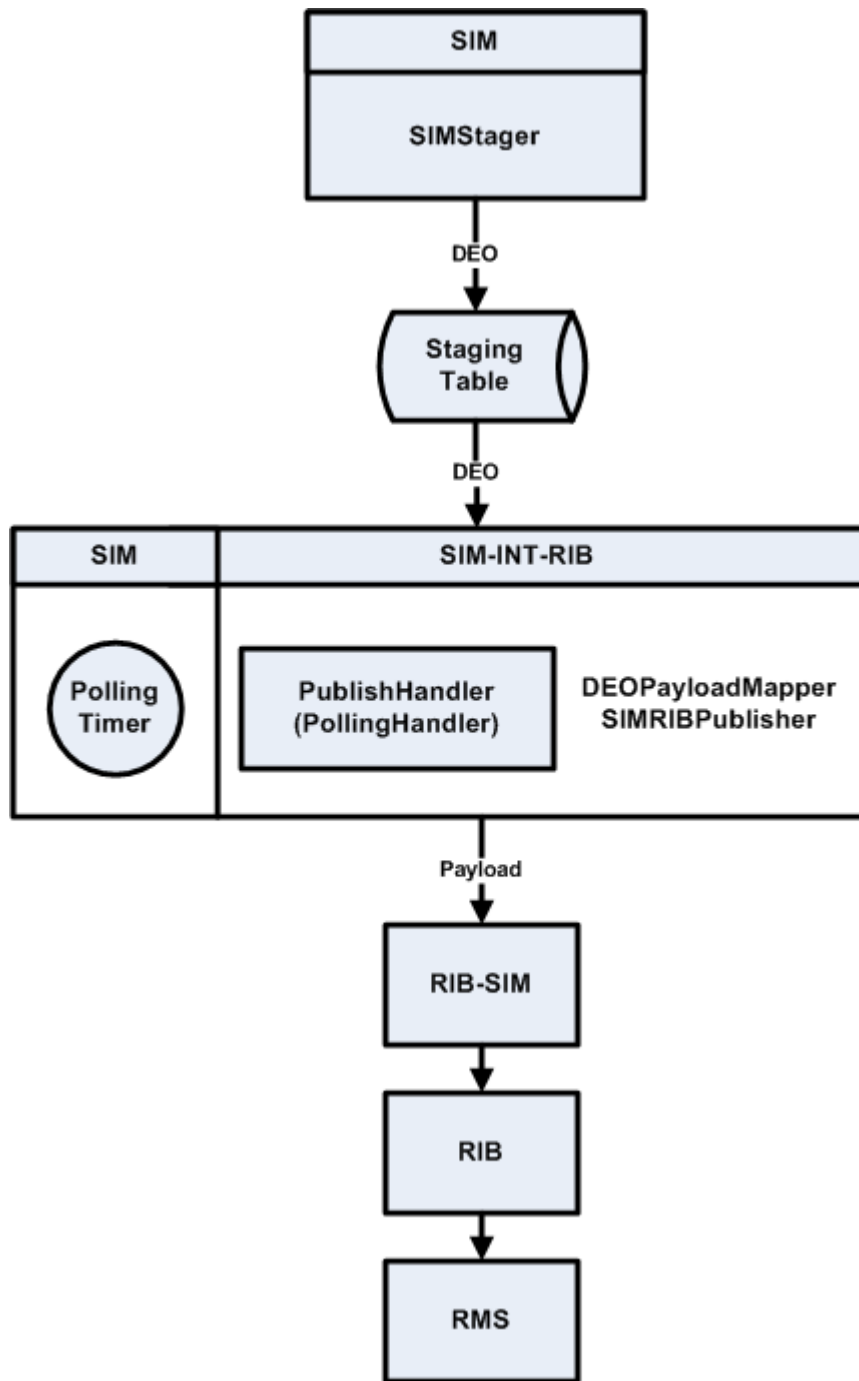 SIM
SIMStager
DEO
Staging
Table
DEO
SIM
SIM-INT-RIB
Polling
Timer
PublishHandler
(PollingHandler)
DEOPayloadMapper
SIMRIBPublisher
Payload
RIB-SIM
RIB
RMS